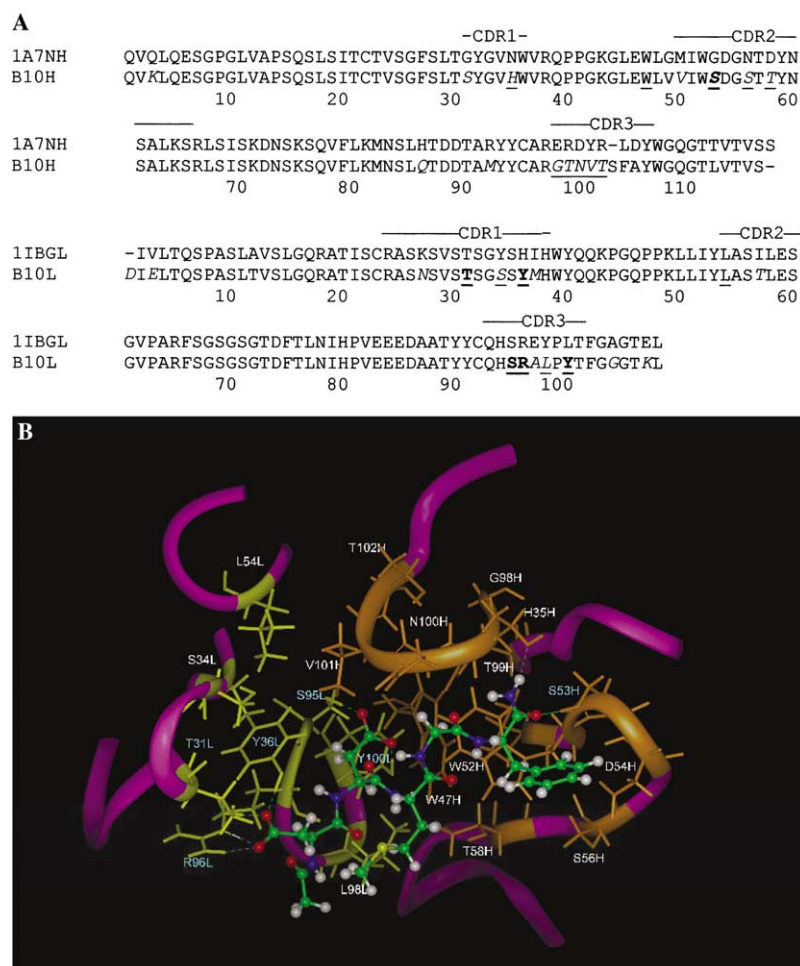 A
CDR1 CDR2
1A7NH QVQLQESGPGLVAPSQSLSITCTVSGFSLTGYGVNWVRQPPGKGLEWLGMIWGDGNTDYN
B10H QVKLQESGPGLVAPSQSLSITCTVSGFSLTSYGVHWVRQPPGKGLEWLVVIWSDGSTTYN
10 20 30 40 50 60
CDR3
1A7NH SALKSRLSISKDNSKSQVFLKMNSLHTDDTARYYCARERDYR-LDYWGQGTTVTVSS
B10H SALKSRLSISKDNSKSQVFLKMNSLQTDDTAMYYCARGTNVTSFAYWGQGTLVTVS-
70 80 90 100 110
CDR1 CDR2
1IBGL -IVLTQSPASLAVSLGQRATISCRASKSVSTSGYSHIHWYQQKPGQPPKLLIYLASILES
B10L DIELTQSPASLTVSLGQRATISCRASNSVSTSGSSYMHWYQQKPGQPPKLLIYLASTLES
10 20 30 40 50 60
CDR3
1IBGL GVPARFSGSGSGTDFTLNIHPVEEEDAATYYCQHSREYPLTFGAGTEL
B10L GVPARFSGSGSGTDFTLNIHPVEEEDAATYYCQHSRALPYTFGGGTKL
70 80 90 100
B
T102H
L54L
G98H
H35H
N100H
S34L
V101H
T99H
S95L
S53H
T31L
Y36L
Y100L
W52H
D54H
W47H
T58H
S56H
R96L
L98L